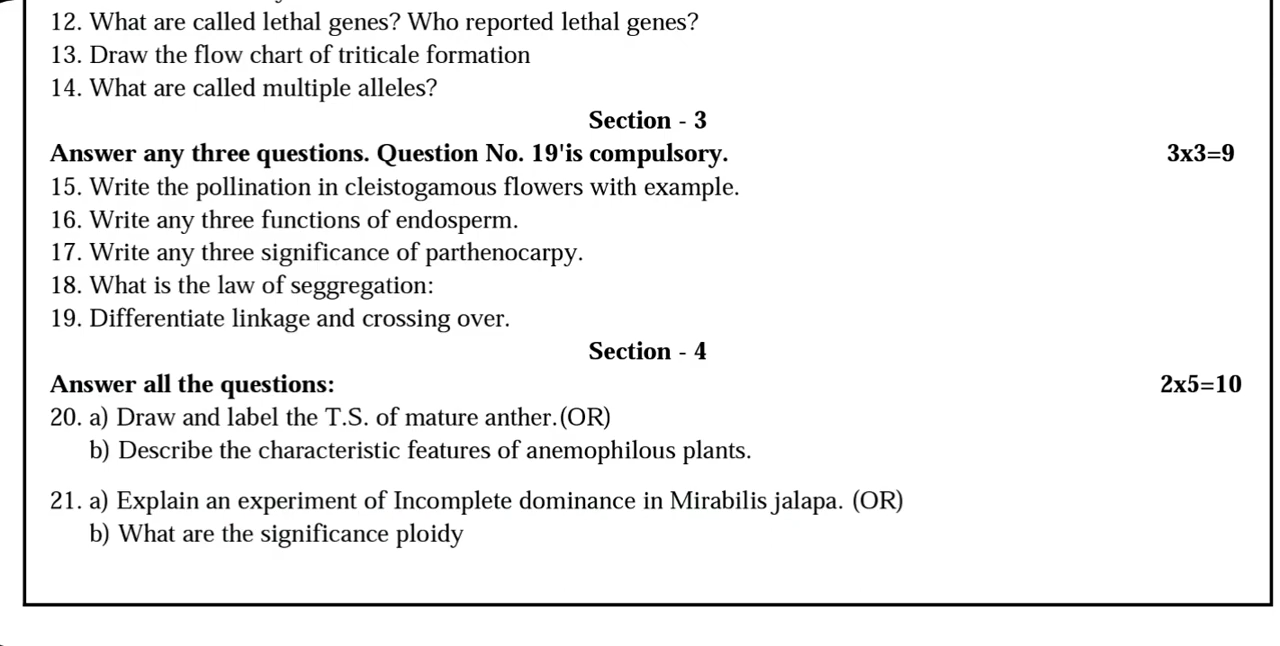 12. What are called lethal genes? Who reported lethal genes?
13. Draw the flow chart of triticale formation
14. What are called multiple alleles?
Section - 3
Answer any three questions. Question No. 19'is compulsory. 3x3=9
15. Write the pollination in cleistogamous flowers with example.
16. Write any three functions of endosperm.
17. Write any three significance of parthenocarpy.
18. What is the law of seggregation:
19. Differentiate linkage and crossing over.
Section - 4
Answer all the questions: 2x5=10
20. a) Draw and label the T.S. of mature anther.(OR)
b) Describe the characteristic features of anemophilous plants.
21. a) Explain an experiment of Incomplete dominance in Mirabilis jalapa. (OR)
b) What are the significance ploidy